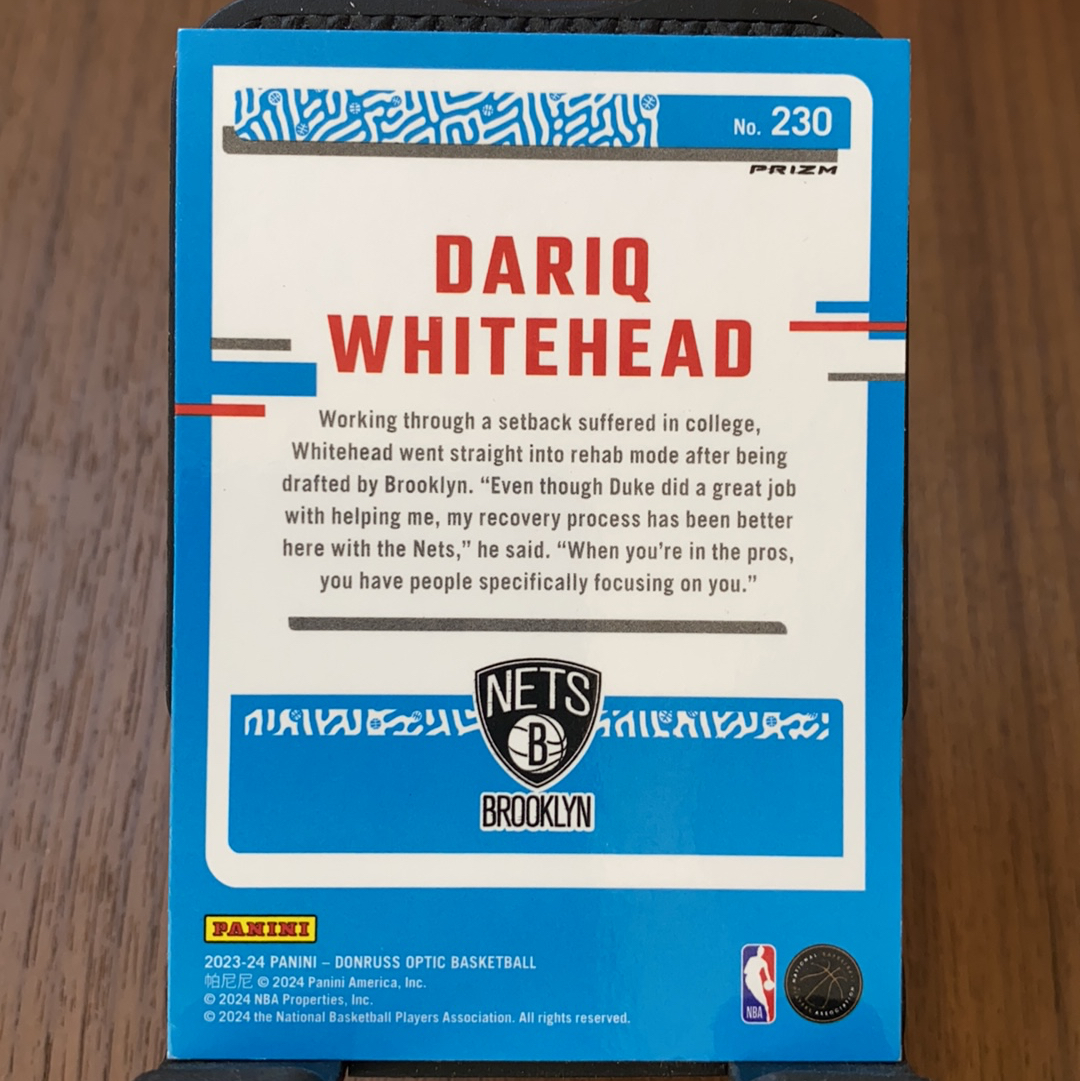 No. 230
PRIZM
DARIQ
WHITEHEAD
Working through a setback suffered in college,
Whitehead went straight into rehab mode after being
drafted by Brooklyn. “Even though Duke did a great job
with helping me, my recovery process has been better
here with the Nets,” he said. “When you’re in the pros,
you have people specifically focusing on you.”
NETS
B
BROOKLYN
PANINI
2023-24 PANINI – DONRUSS OPTIC BASKETBALL
帕尼尼 © 2024 Panini America, Inc.
© 2024 NBA Properties, Inc.
© 2024 the National Basketball Players Association. All rights reserved.
NBA
NATIONAL BASKETBALL
PLAYERS ASSOCIATION